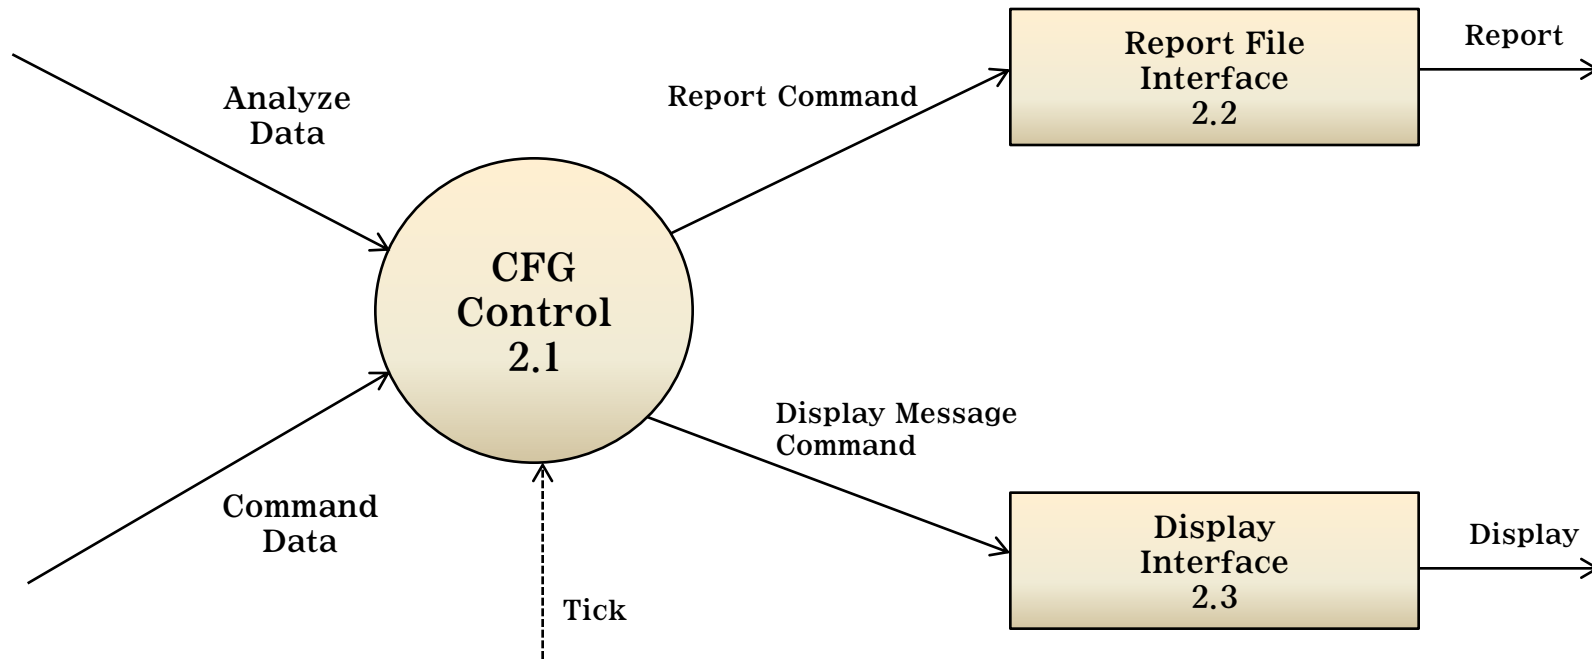 Analyze
Data
Report Command
Report File
Interface
2.2
Report
CFG
Control
2.1
Command
Data
Tick
Display Message
Command
Display
Interface
2.3
Display